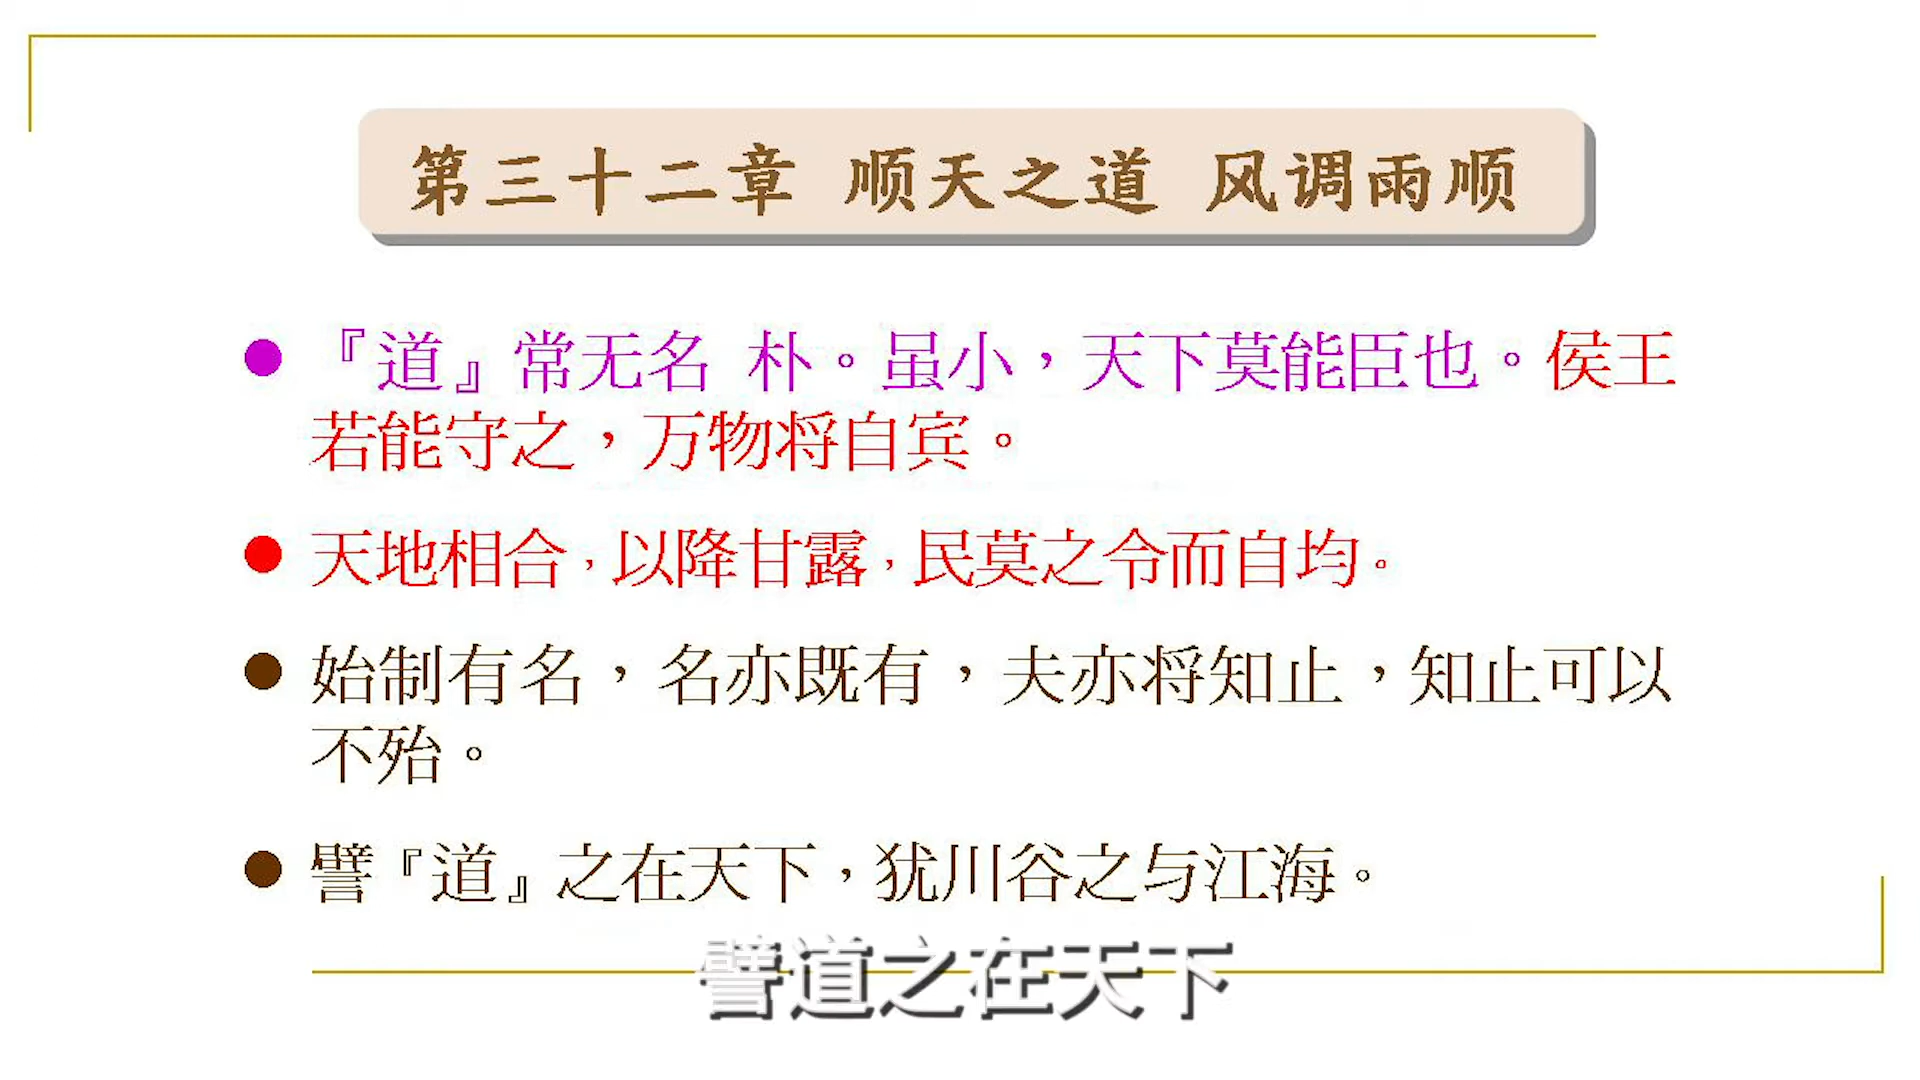 第三十二章 顺天之道 风调雨顺
『道』常无名 朴。虽小，天下莫能臣也。侯王
若能守之，万物将自宾。
天地相合，以降甘露，民莫之令而自均。
始制有名，名亦既有，夫亦将知止，知止可以
不殆。
譬『道』之在天下，犹川谷之与江海。
譬道之在天下